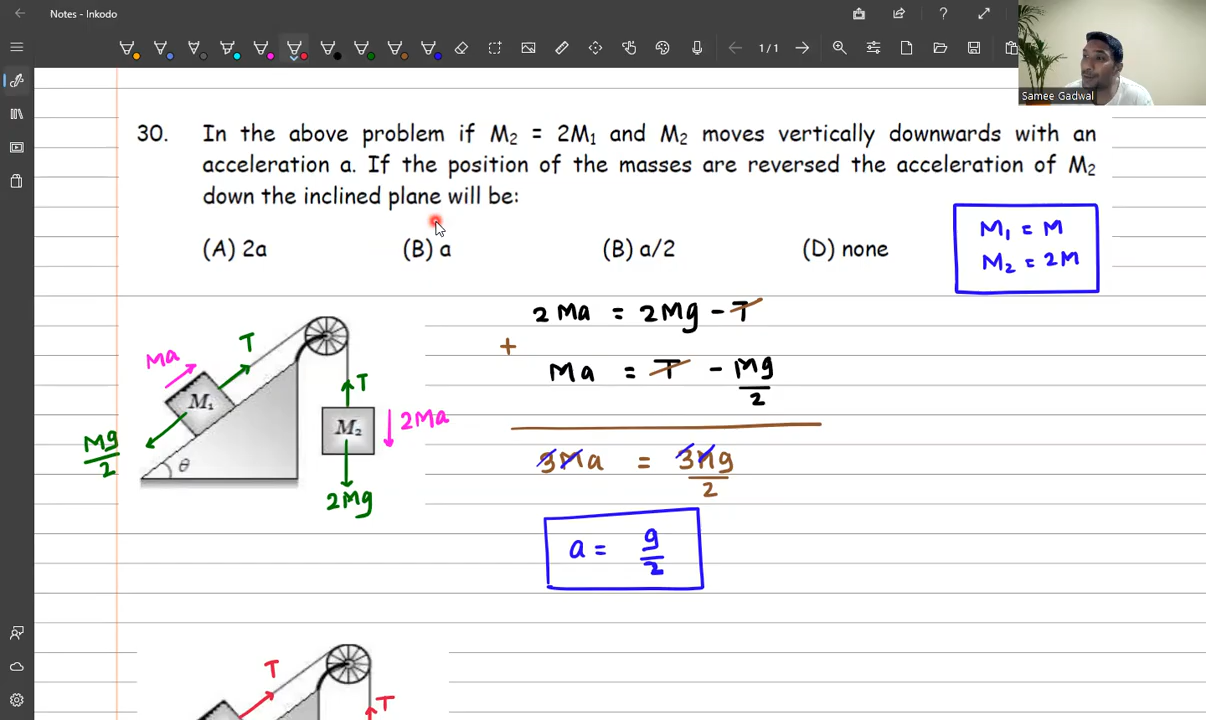 Notes - Inkodo
1/1
Samee Gadwal
30. In the above problem if M₂ = 2M₁ and M₂ moves vertically downwards with an
acceleration a. If the position of the masses are reversed the acceleration of M₂
down the inclined plane will be:
(A) 2a (B) a (B) a/2 (D) none
M₁ = M
M₂ = 2M
2Ma = 2Mg - T
+
Ma = T - Mg/2
3Ma = 3Mg/2
a = g/2
Ma
T
M₁
Mg/2
θ
T
M₂
2Ma
2Mg
T
T